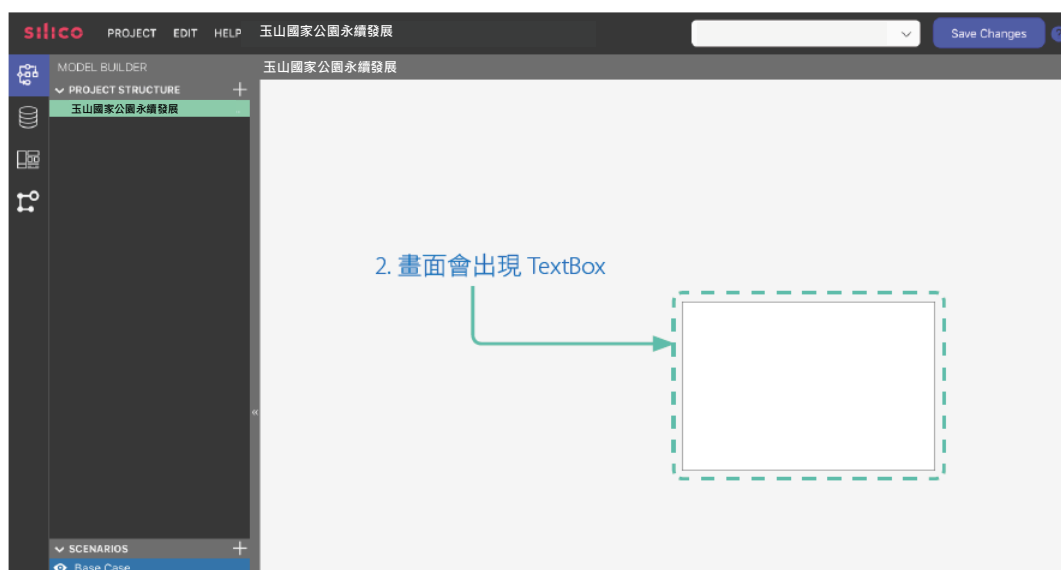 silico PROJECT EDIT HELP 玉山國家公園永續發展 Save Changes ?
MODEL BUILDER 玉山國家公園永續發展
PROJECT STRUCTURE
玉山國家公園永續發展
2. 畫面會出現 TextBox
«
SCENARIOS
Base Case